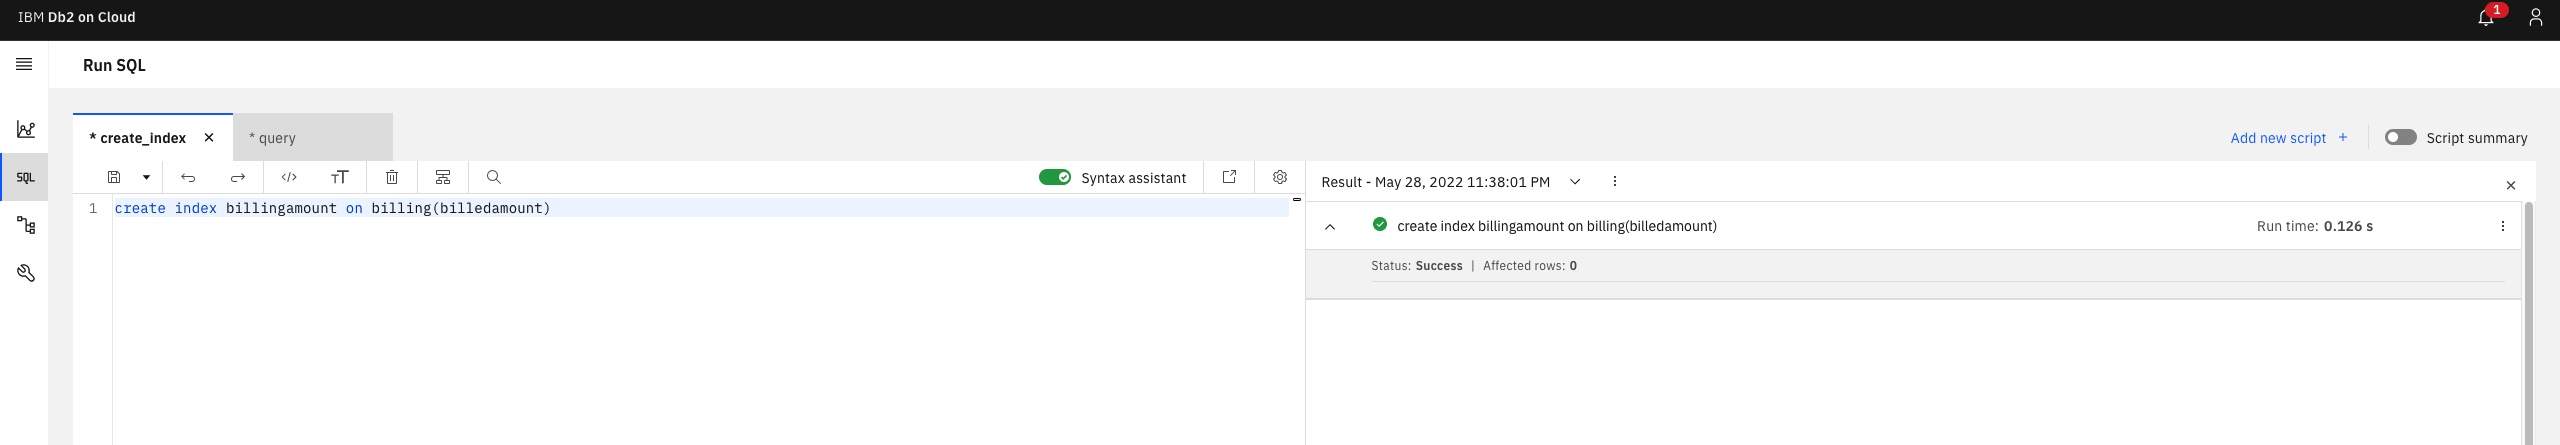 IBM Db2 on Cloud
1
Run SQL
* create_index
* query
Add new script +
Script summary
SQL
</>
TT
Syntax assistant
Result - May 28, 2022 11:38:01 PM
1 create index billingamount on billing(billedamount)
create index billingamount on billing(billedamount)
Run time: 0.126 s
Status: Success | Affected rows: 0